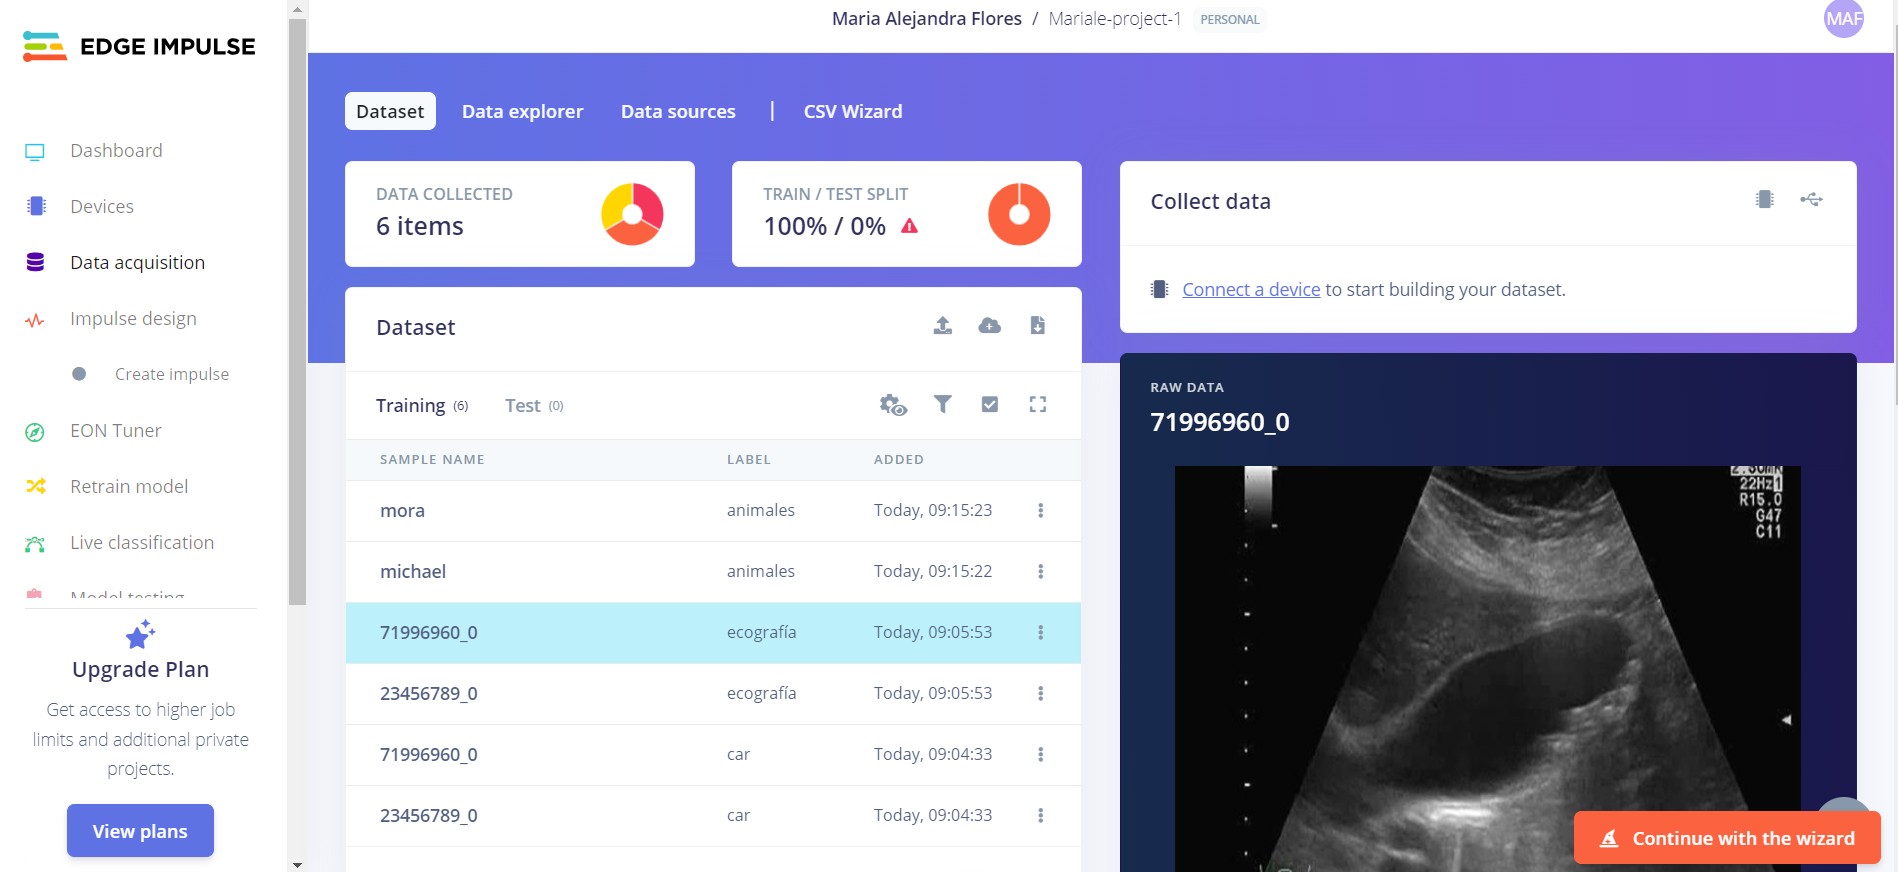 EDGE IMPULSE
Maria Alejandra Flores / Mariale-project-1 PERSONAL
MAF
Dashboard
Devices
Data acquisition
Impulse design
Create impulse
EON Tuner
Retrain model
Live classification
Model testing
Upgrade Plan
Get access to higher job
limits and additional private
projects.
View plans
Dataset Data explorer Data sources | CSV Wizard
DATA COLLECTED
6 items
TRAIN / TEST SPLIT
100% / 0%
Dataset
Training (6) Test (0)
SAMPLE NAME LABEL ADDED
mora animales Today, 09:15:23
michael animales Today, 09:15:22
71996960_0 ecografía Today, 09:05:53
23456789_0 ecografía Today, 09:05:53
71996960_0 car Today, 09:04:33
23456789_0 car Today, 09:04:33
Collect data
Connect a device to start building your dataset.
RAW DATA
71996960_0
22Hz
R15.0
G47
C11
Continue with the wizard